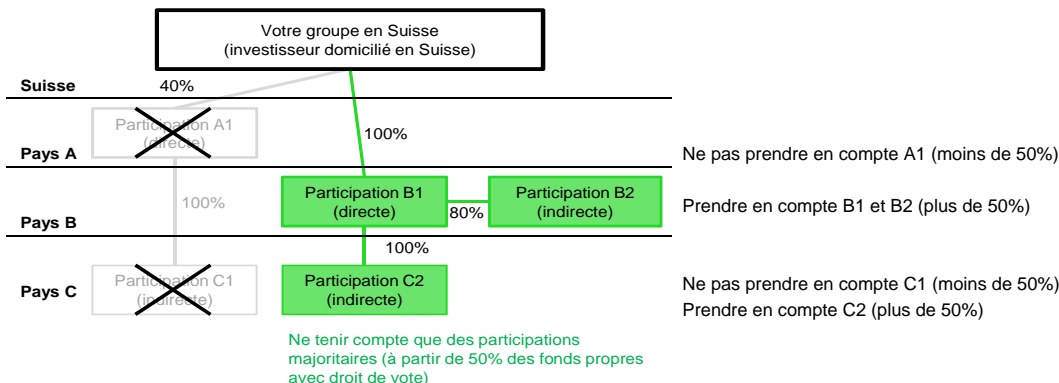 Votre groupe en Suisse
(investisseur domicilié en Suisse)
Suisse
40%
Participation A1
(directe)
100%
Pays A
Ne pas prendre en compte A1 (moins de 50%)
100%
Participation B1
(directe)
80%
Participation B2
(indirecte)
Prendre en compte B1 et B2 (plus de 50%)
Pays B
100%
Pays C
Participation C1
(indirecte)
Participation C2
(indirecte)
Ne pas prendre en compte C1 (moins de 50%)
Prendre en compte C2 (plus de 50%)
Ne tenir compte que des participations
majoritaires (à partir de 50% des fonds propres
avec droit de vote)